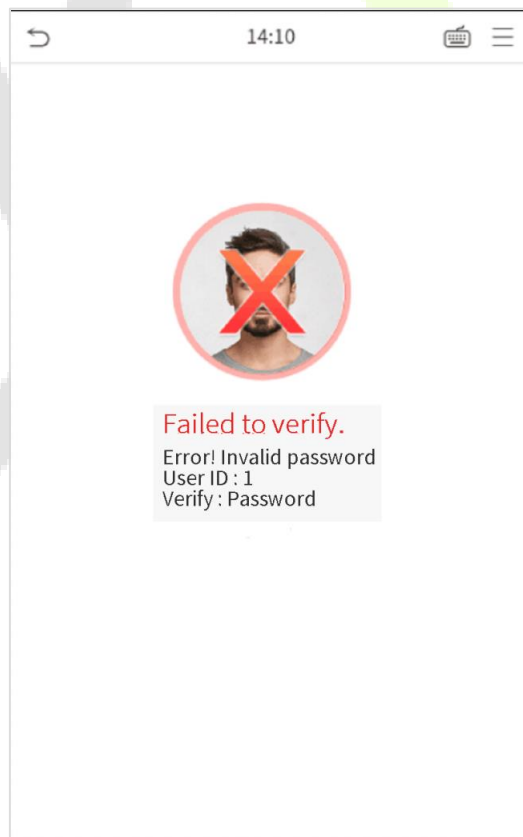 14:10
Failed to verify.
Error! Invalid password
User ID : 1
Verify : Password